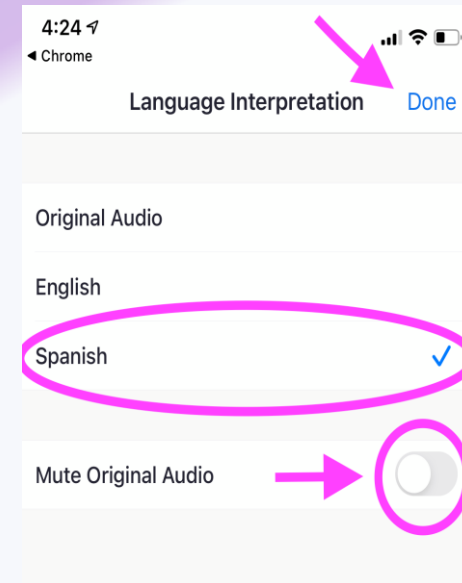 4:24
Chrome
Language Interpretation Done
Original Audio
English
Spanish
Mute Original Audio